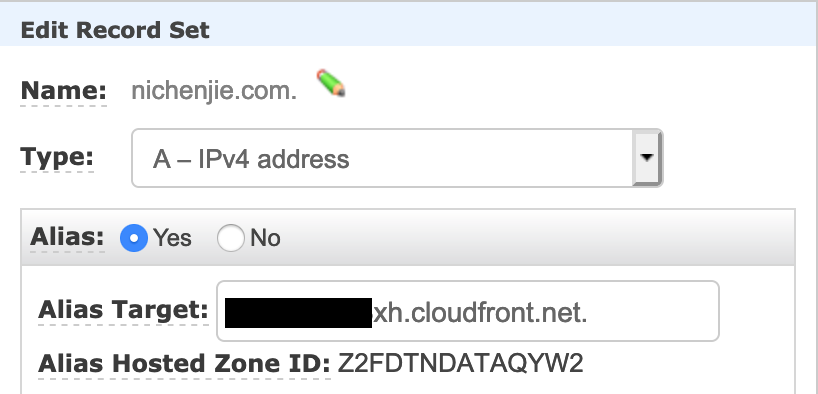 Edit Record Set
Name: nichenjie.com.
Type: A – IPv4 address
Alias: Yes No
Alias Target: xh.cloudfront.net.
Alias Hosted Zone ID: Z2FDTNDATAQYW2